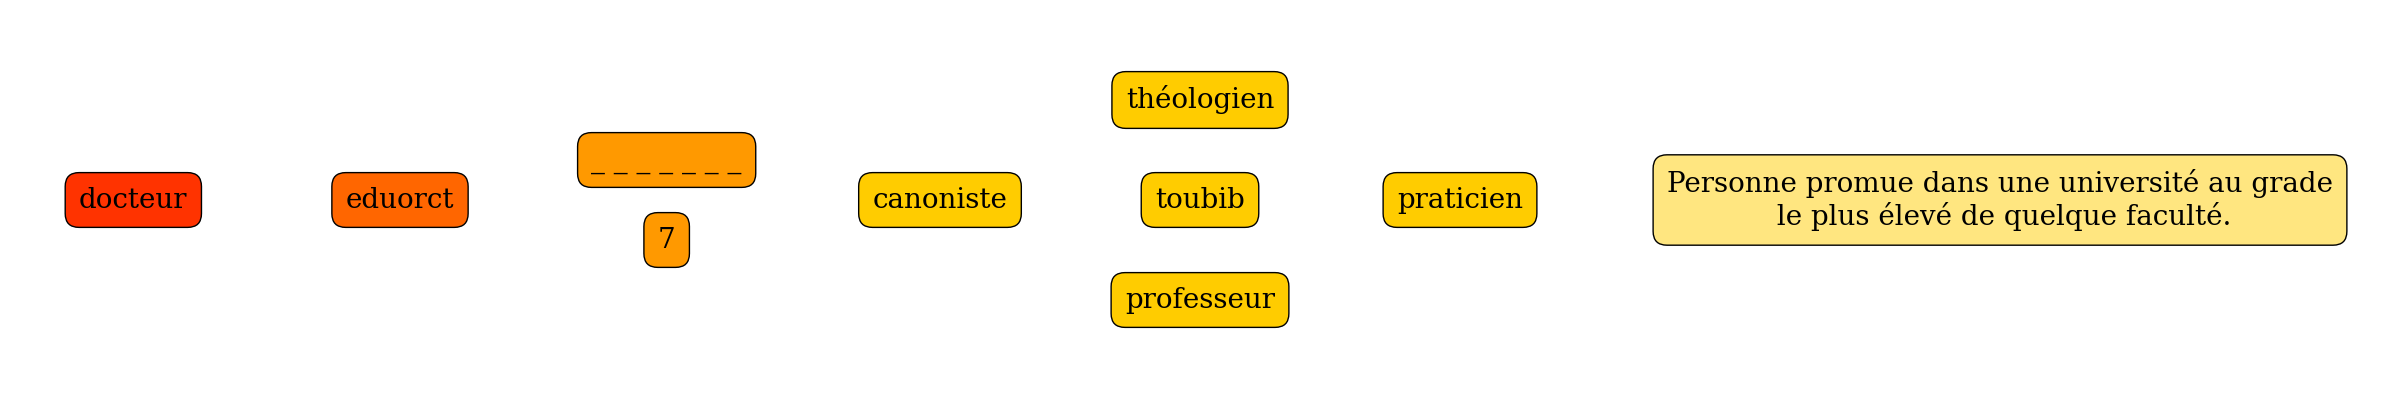 docteur
eduorct
_ _ _ _ _ _ _
7
canoniste
théologien
toubib
professeur
praticien
Personne promue dans une université au grade
le plus élevé de quelque faculté.